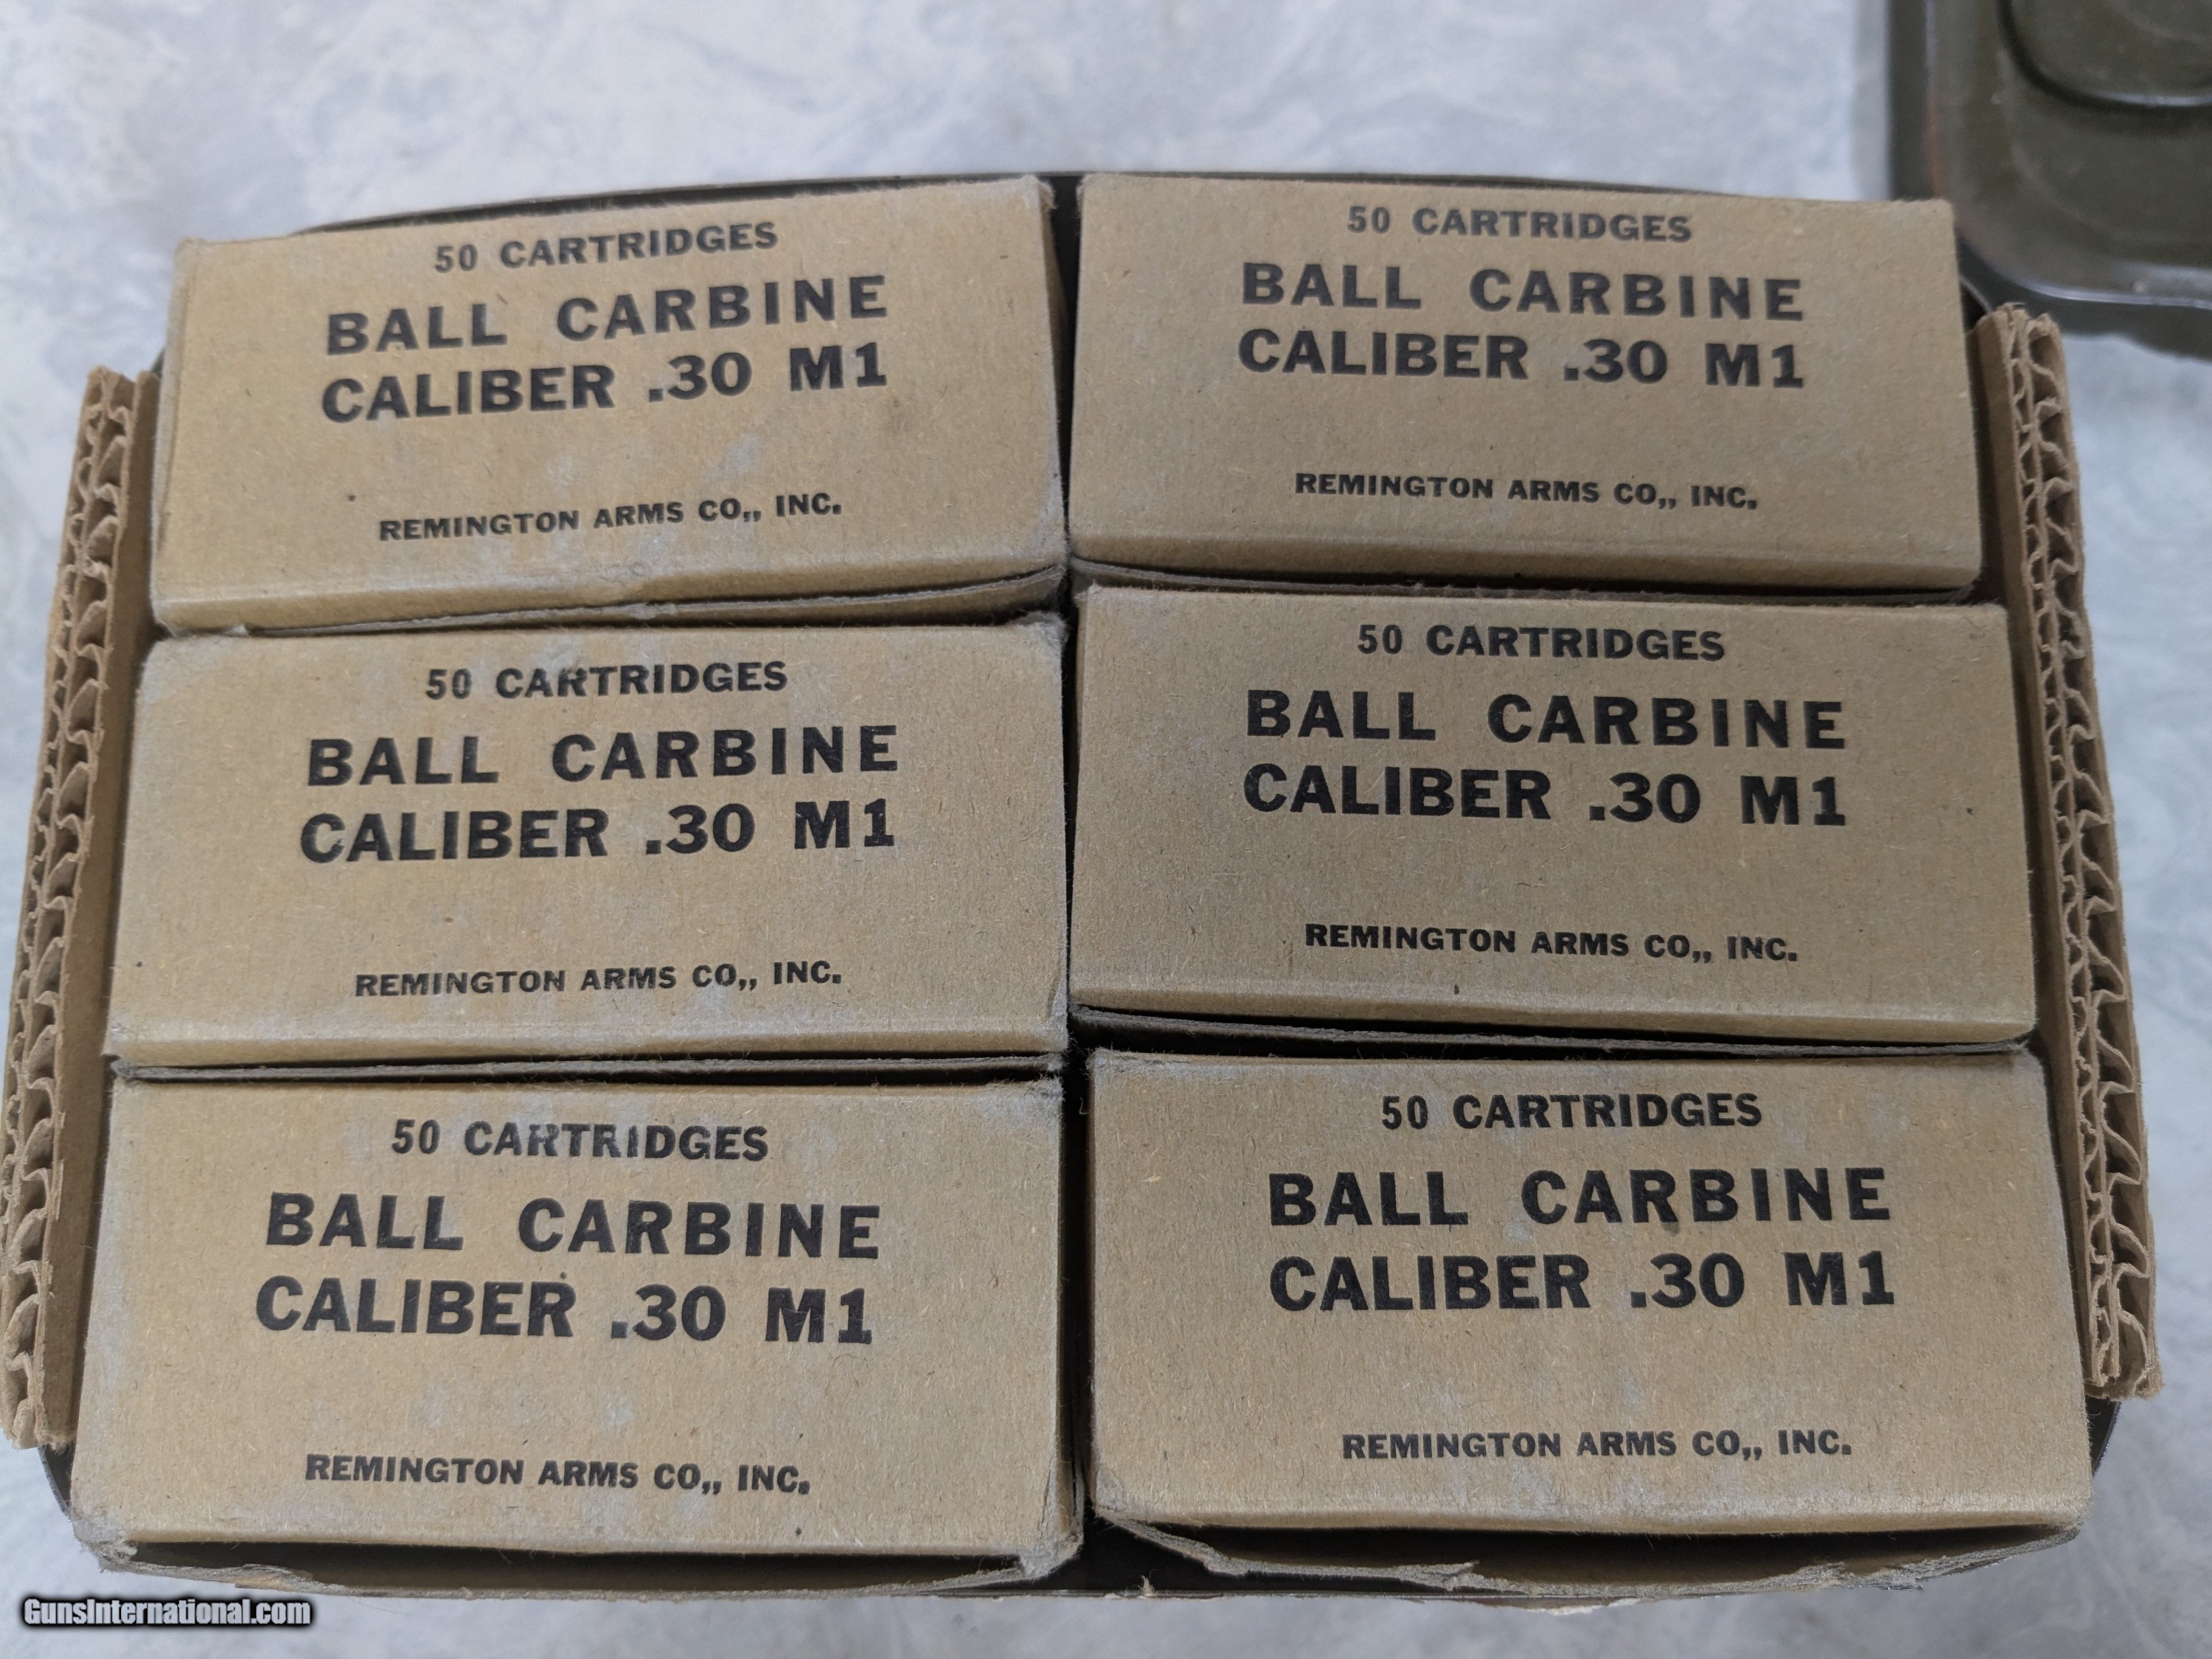 50 CARTRIDGES
BALL CARBINE
CALIBER .30 M1
REMINGTON ARMS CO,, INC.
50 CARTRIDGES
BALL CARBINE
CALIBER .30 M1
REMINGTON ARMS CO,, INC.
50 CARTRIDGES
BALL CARBINE
CALIBER .30 M1
REMINGTON ARMS CO,, INC.
50 CARTRIDGES
BALL CARBINE
CALIBER .30 M1
REMINGTON ARMS CO,, INC.
50 CARTRIDGES
BALL CARBINE
CALIBER .30 M1
REMINGTON ARMS CO,, INC.
50 CARTRIDGES
BALL CARBINE
CALIBER .30 M1
REMINGTON ARMS CO,, INC.
GunsInternational.com